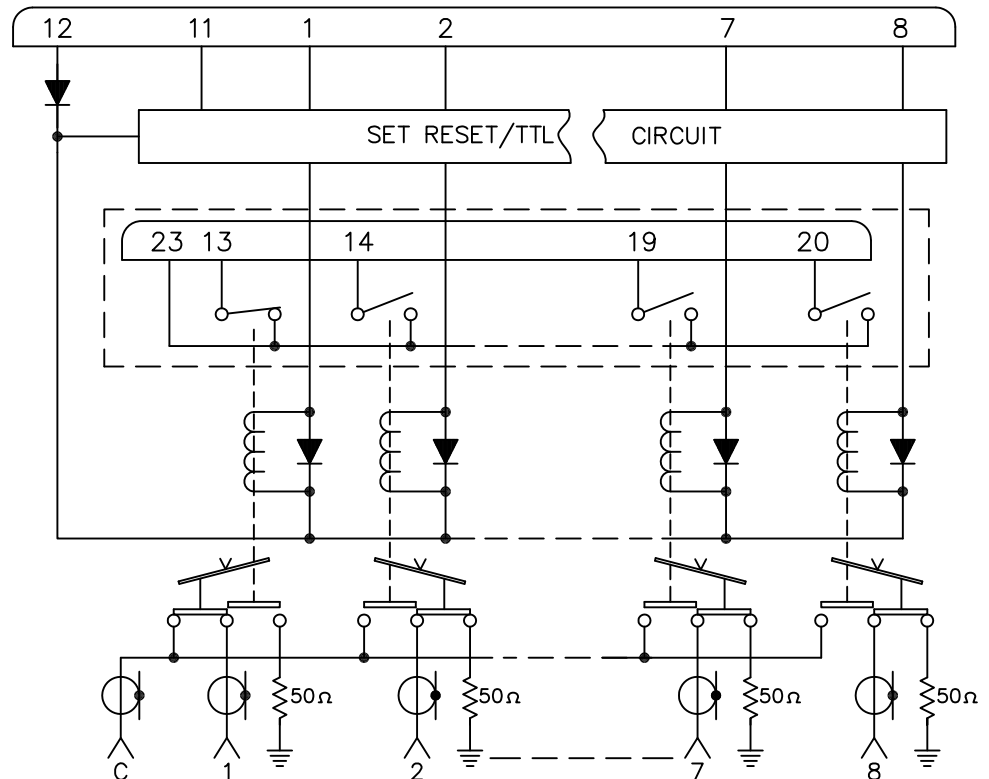 12 11 1 2 7 8
SET RESET/TTL CIRCUIT
23 13 14 19 20
50Ω 50Ω 50Ω 50Ω
C 1 2 7 8